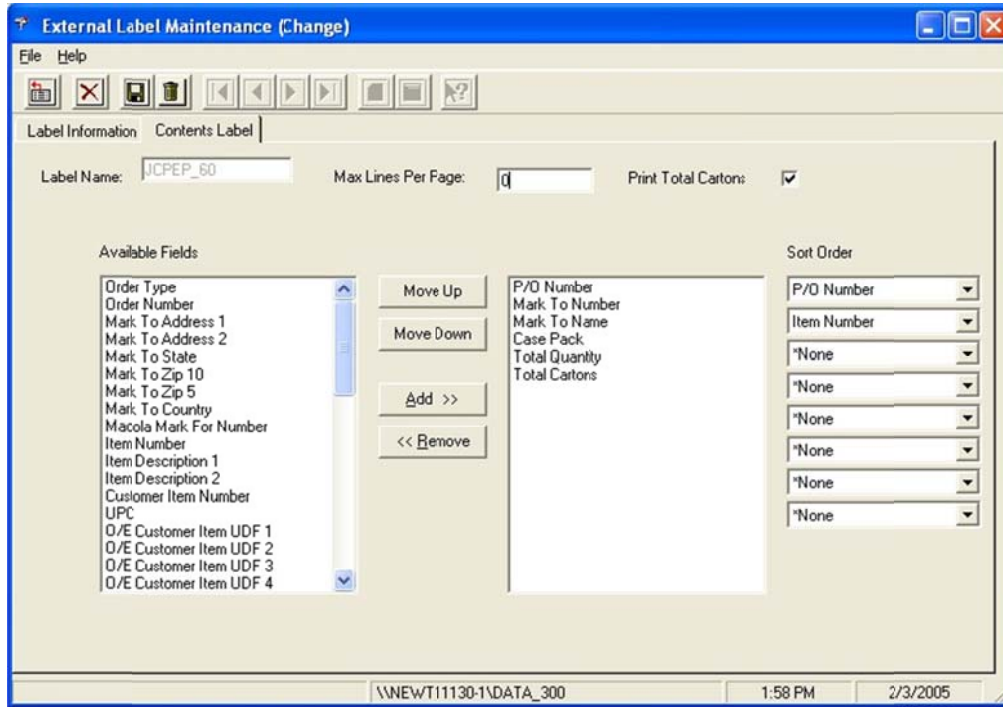 External Label Maintenance (Change)
File Help
Label Information Contents Label
Label Name: JCPEP_60 Max Lines Per Page: 0 Print Total Cartons
Available Fields Sort Order
Order Type
Order Number
Mark To Address 1
Mark To Address 2
Mark To State
Mark To Zip 10
Mark To Zip 5
Mark To Country
Macola Mark For Number
Item Number
Item Description 1
Item Description 2
Customer Item Number
UPC
O/E Customer Item UDF 1
O/E Customer Item UDF 2
O/E Customer Item UDF 3
O/E Customer Item UDF 4
Move Up
Move Down
Add >>
<< Remove
P/O Number
Mark To Number
Mark To Name
Case Pack
Total Quantity
Total Cartons
P/O Number
Item Number
*None
*None
*None
*None
*None
*None
\\NEWT11130-1\DATA_300 1:58 PM 2/3/2005